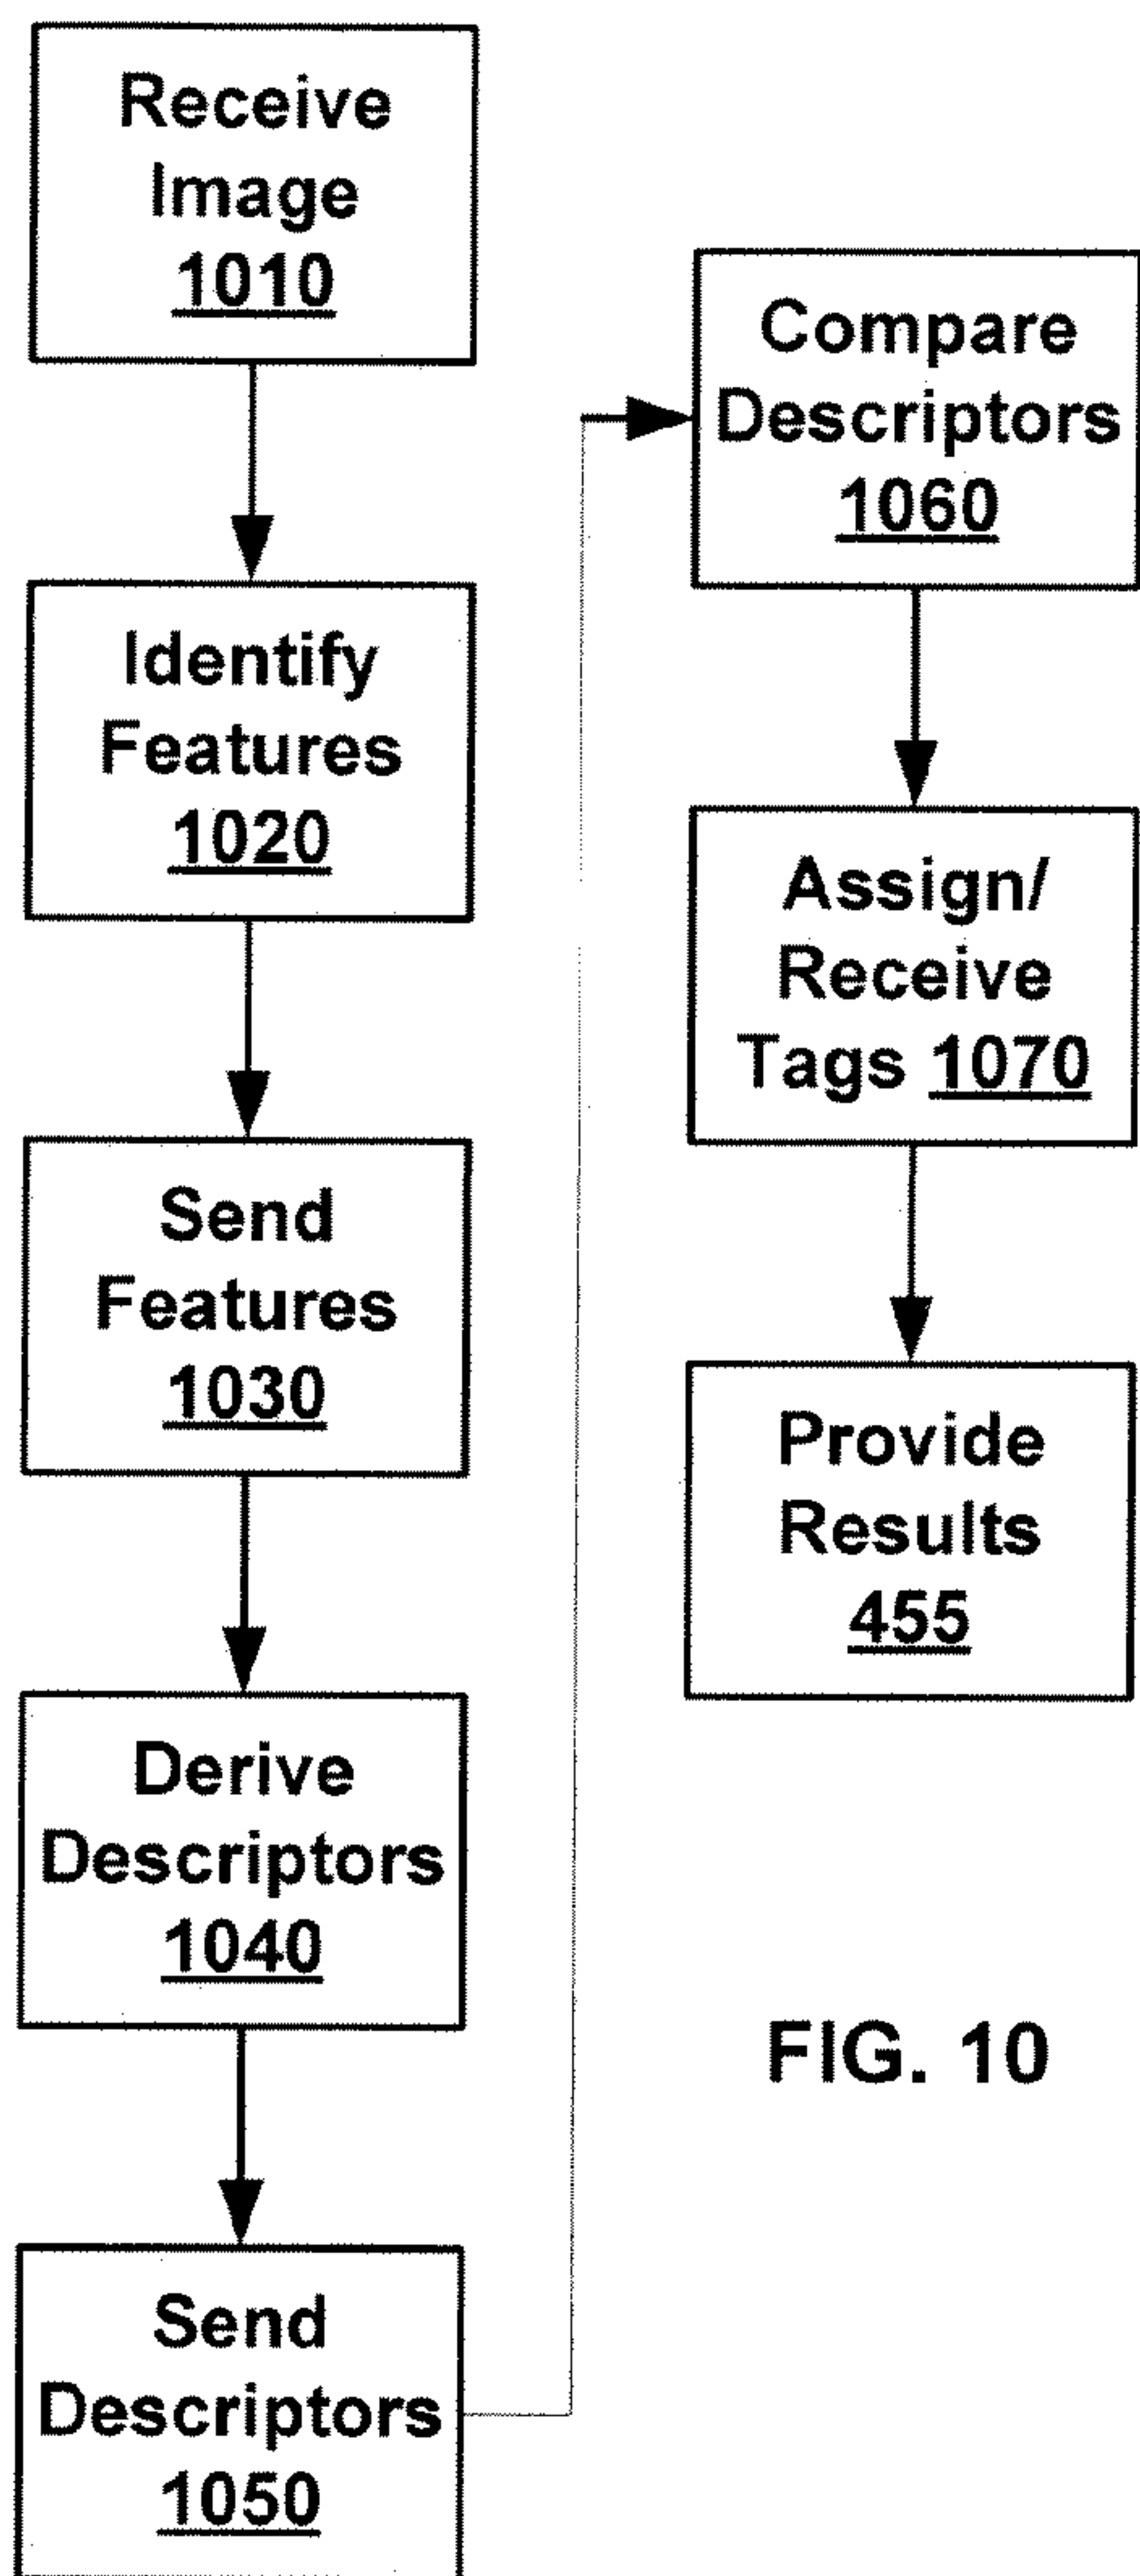 Receive
Image
1010
Identify
Features
1020
Send
Features
1030
Derive
Descriptors
1040
Send
Descriptors
1050
Compare
Descriptors
1060
Assign/
Receive
Tags 1070
Provide
Results
455
FIG. 10